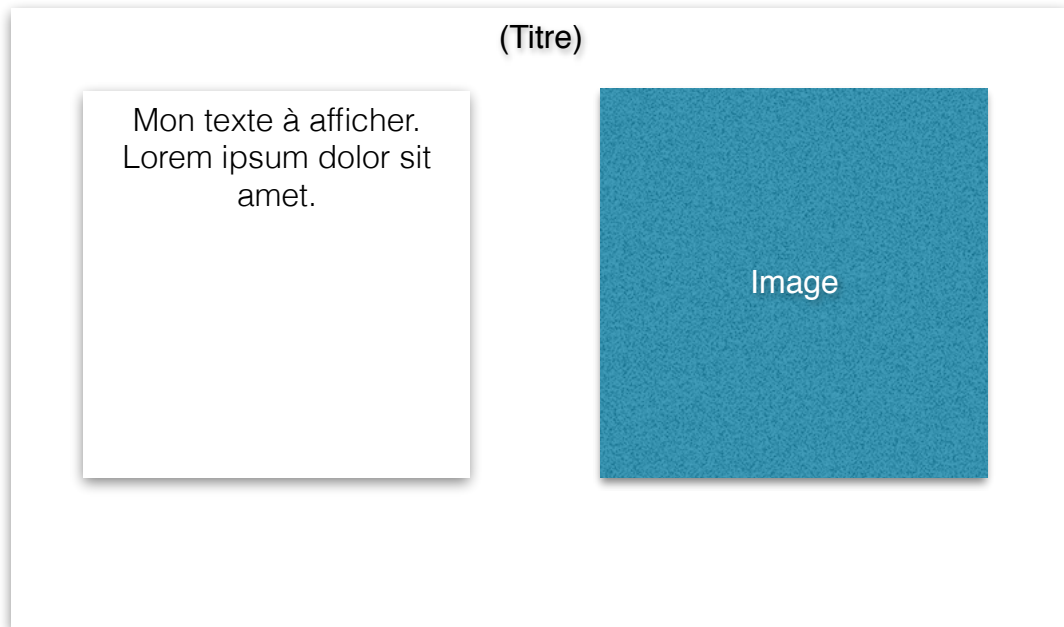 (Titre)
Mon texte à afficher.
Lorem ipsum dolor sit
amet.
Image